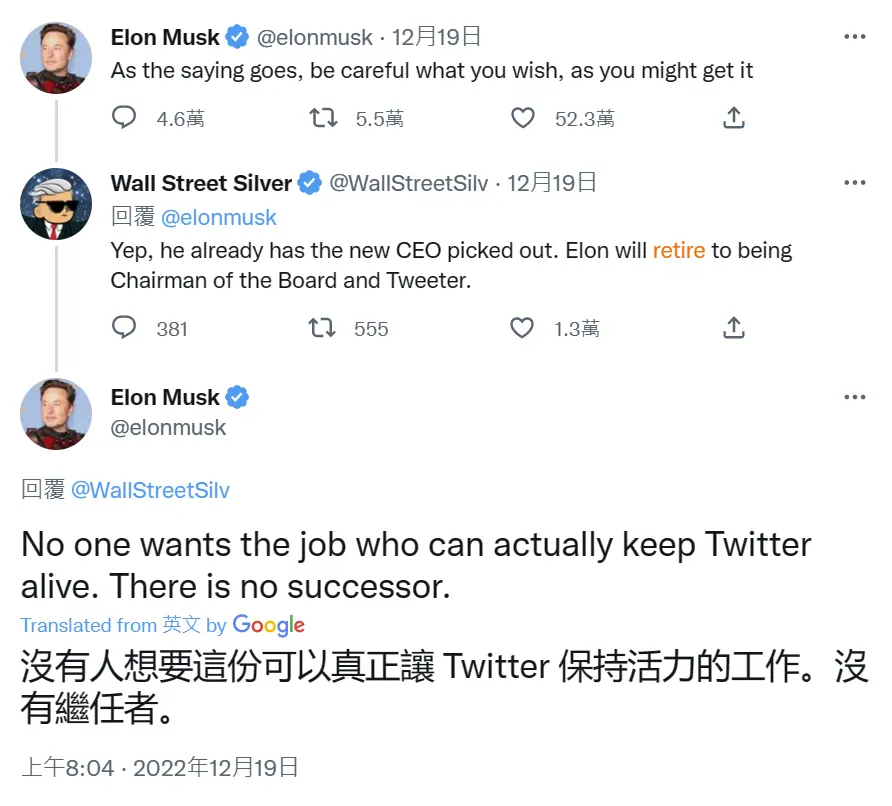 Elon Musk @elonmusk · 12月19日
As the saying goes, be careful what you wish, as you might get it
4.6萬 5.5萬 52.3萬
Wall Street Silver @WallStreetSilv · 12月19日
回覆 @elonmusk
Yep, he already has the new CEO picked out. Elon will retire to being
Chairman of the Board and Tweeter.
381 555 1.3萬
Elon Musk
@elonmusk
回覆 @WallStreetSilv
No one wants the job who can actually keep Twitter
alive. There is no successor.
Translated from 英文 by Google
沒有人想要這份可以真正讓 Twitter 保持活力的工作。沒
有繼任者。
上午8:04 · 2022年12月19日